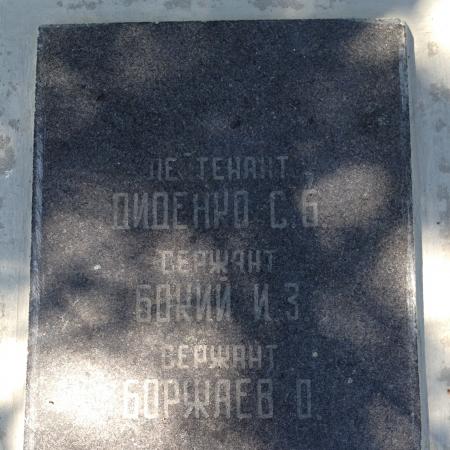 ЛЕЙТЕНАНТ
ДИДЕНКО С. Б.
СЕРЖАНТ
БОКИЙ И. З.
СЕРЖАНТ
БОРЖАЕВ О.